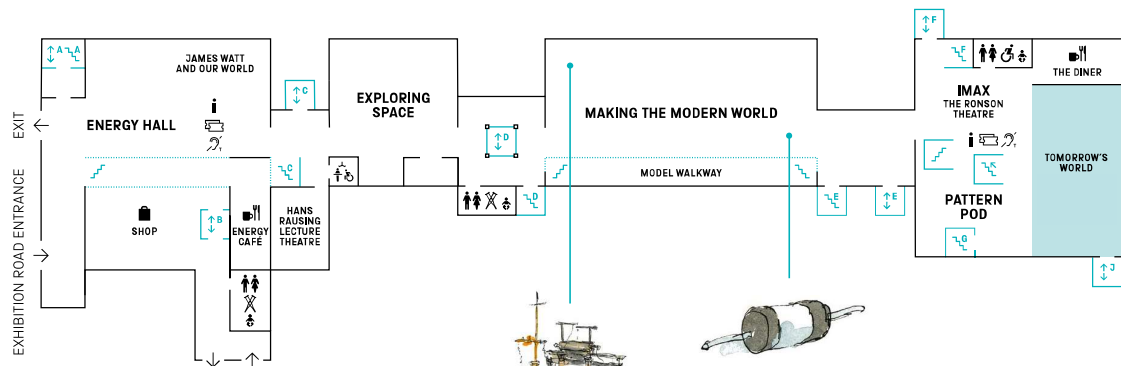 A
A
JAMES WATT
AND OUR WORLD
C
EXPLORING
SPACE
D
MAKING THE MODERN WORLD
F
F
THE DINER
IMAX
THE RONSON
THEATRE
EXIT
ENERGY HALL
i
T
C
i
T
TOMORROW'S
WORLD
MODEL WALKWAY
EXHIBITION ROAD ENTRANCE
SHOP
B
ENERGY
CAFÉ
HANS
RAUSING
LECTURE
THEATRE
D
E
E
PATTERN
POD
G
J